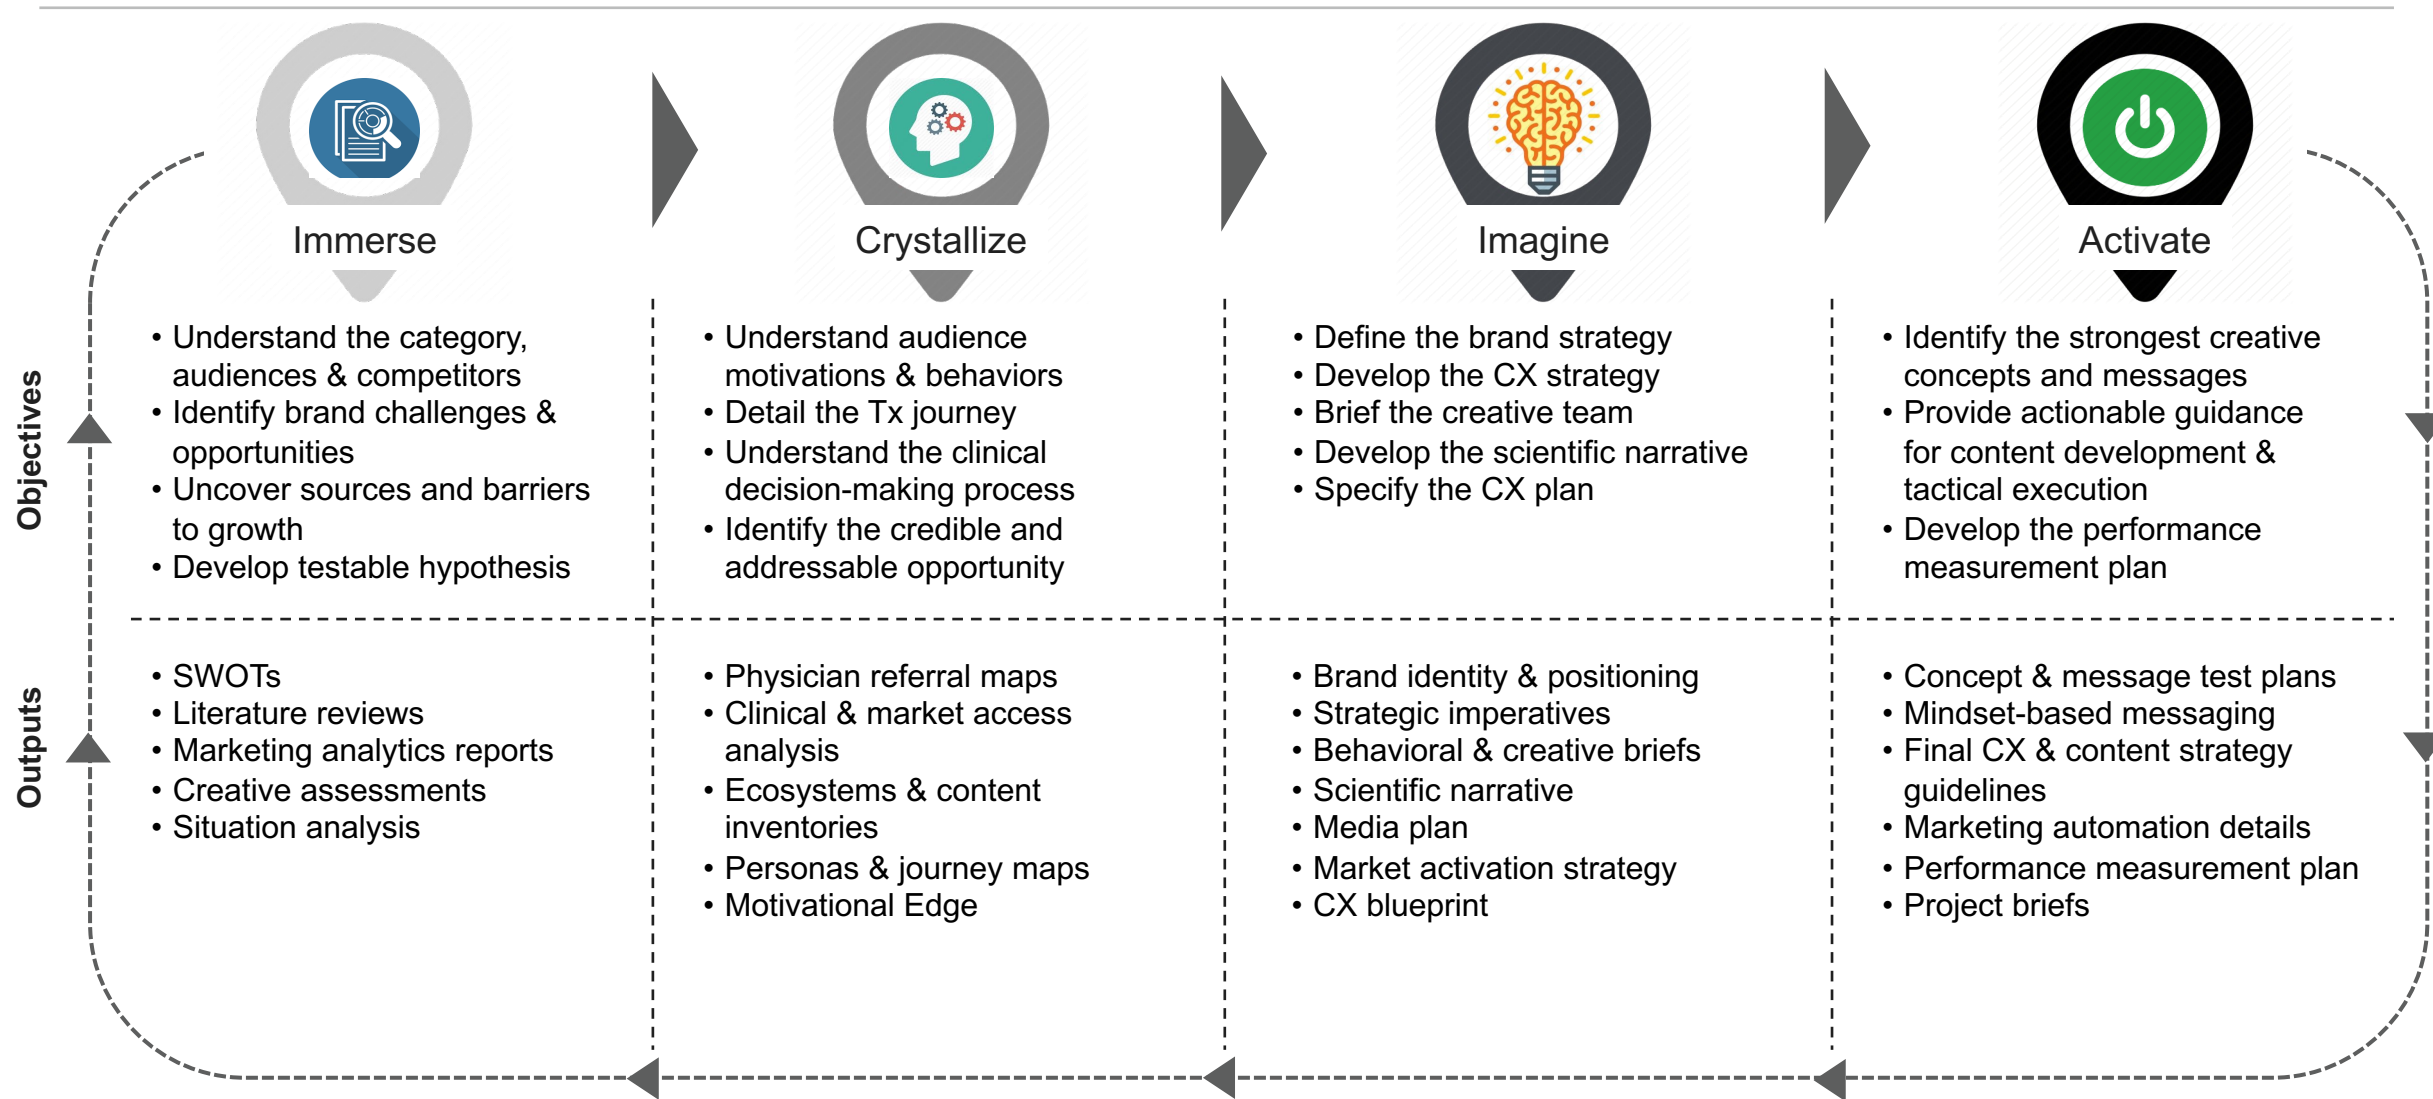 Immerse
Crystallize
Imagine
Activate
Objectives
• Understand the category,
audiences & competitors
• Identify brand challenges &
opportunities
• Uncover sources and barriers
to growth
• Develop testable hypothesis
• Understand audience
motivations & behaviors
• Detail the Tx journey
• Understand the clinical
decision-making process
• Identify the credible and
addressable opportunity
• Define the brand strategy
• Develop the CX strategy
• Brief the creative team
• Develop the scientific narrative
• Specify the CX plan
• Identify the strongest creative
concepts and messages
• Provide actionable guidance
for content development &
tactical execution
• Develop the performance
measurement plan
Outputs
• SWOTs
• Literature reviews
• Marketing analytics reports
• Creative assessments
• Situation analysis
• Physician referral maps
• Clinical & market access
analysis
• Ecosystems & content
inventories
• Personas & journey maps
• Motivational Edge
• Brand identity & positioning
• Strategic imperatives
• Behavioral & creative briefs
• Scientific narrative
• Media plan
• Market activation strategy
• CX blueprint
• Concept & message test plans
• Mindset-based messaging
• Final CX & content strategy
guidelines
• Marketing automation details
• Performance measurement plan
• Project briefs